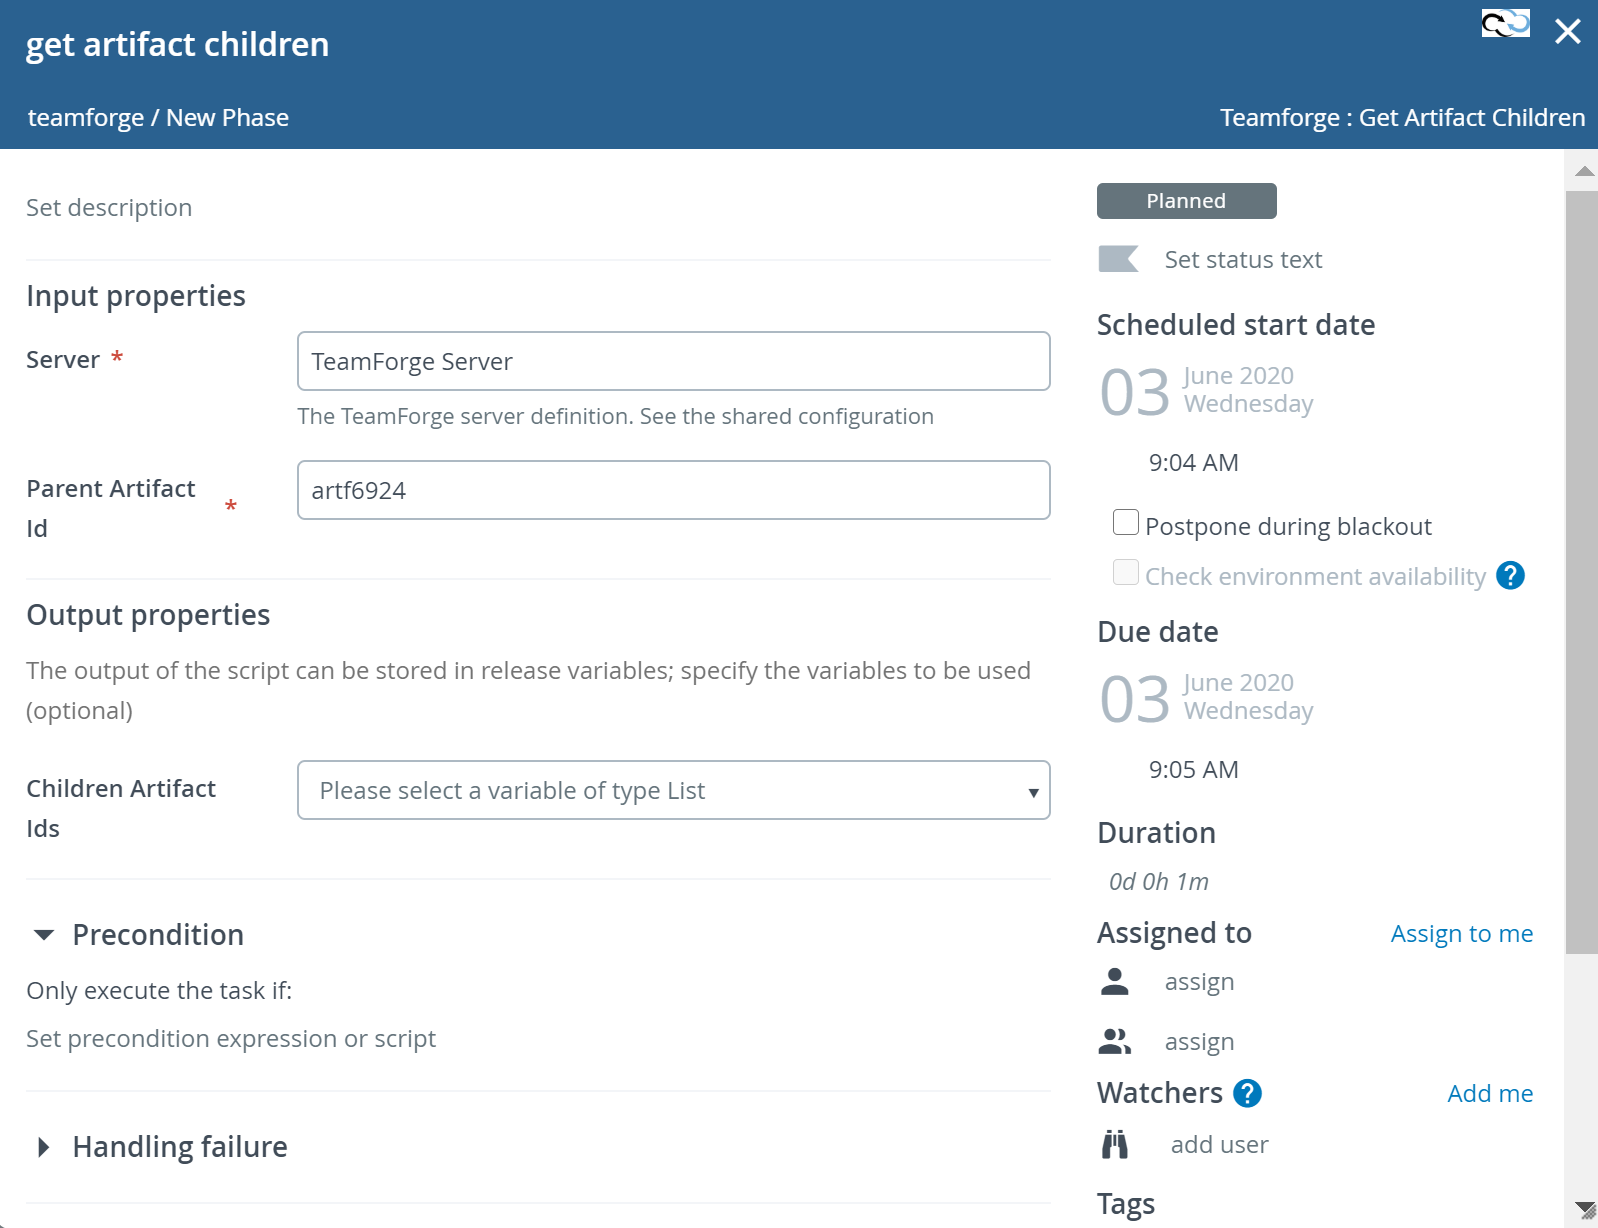 get artifact children
teamforge / New Phase
Teamforge : Get Artifact Children
Set description
Input properties
Server *
TeamForge Server
The TeamForge server definition. See the shared configuration
Parent Artifact
Id
*
artf6924
Output properties
The output of the script can be stored in release variables; specify the variables to be used
(optional)
Children Artifact
Ids
Please select a variable of type List
Precondition
Only execute the task if:
Set precondition expression or script
Handling failure
Planned
Set status text
Scheduled start date
03
June 2020
Wednesday
9:04 AM
Postpone during blackout
Check environment availability ?
Due date
03
June 2020
Wednesday
9:05 AM
Duration
0d 0h 1m
Assigned to
Assign to me
assign
assign
Watchers ?
Add me
add user
Tags